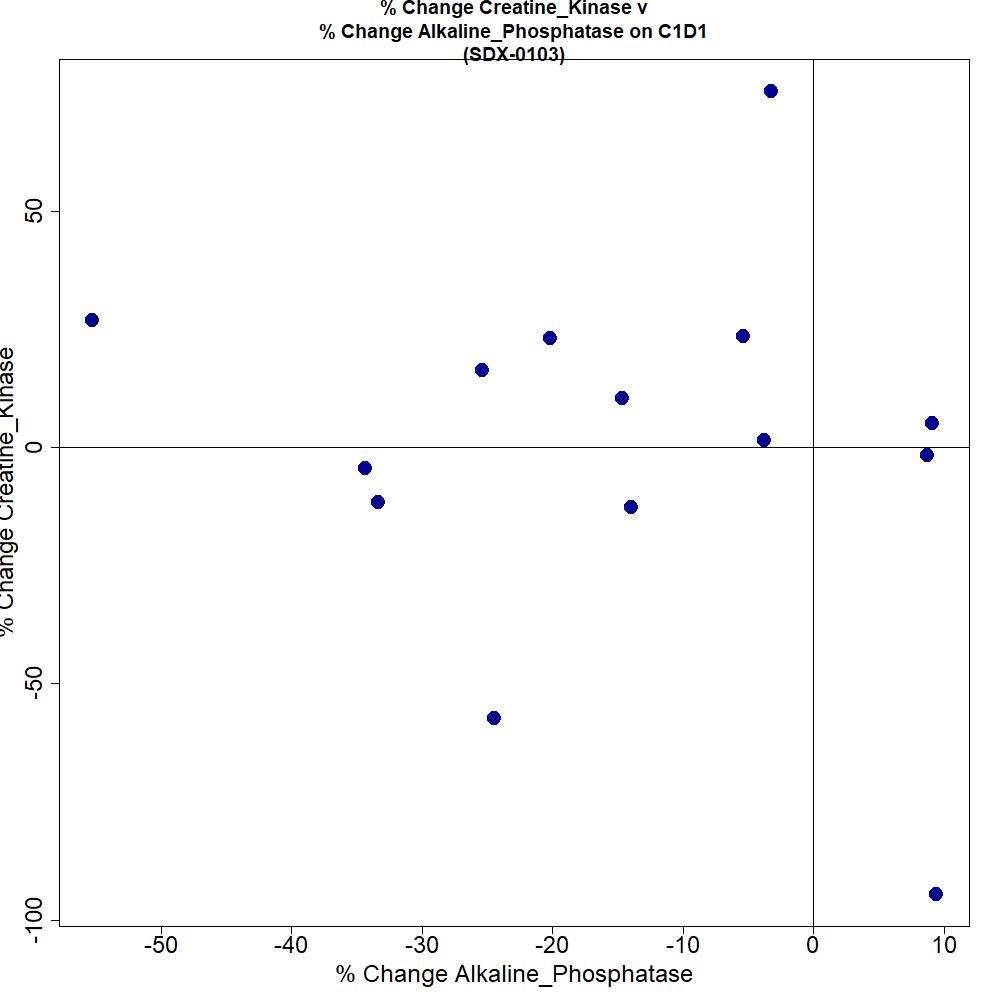 % Change Creatine_Kinase v
% Change Alkaline_Phosphatase on C1D1
(SDX-0103)
% Change Creatine_Kinase
50
0
-50
-100
-50
-40
-30
-20
-10
0
10
% Change Alkaline_Phosphatase